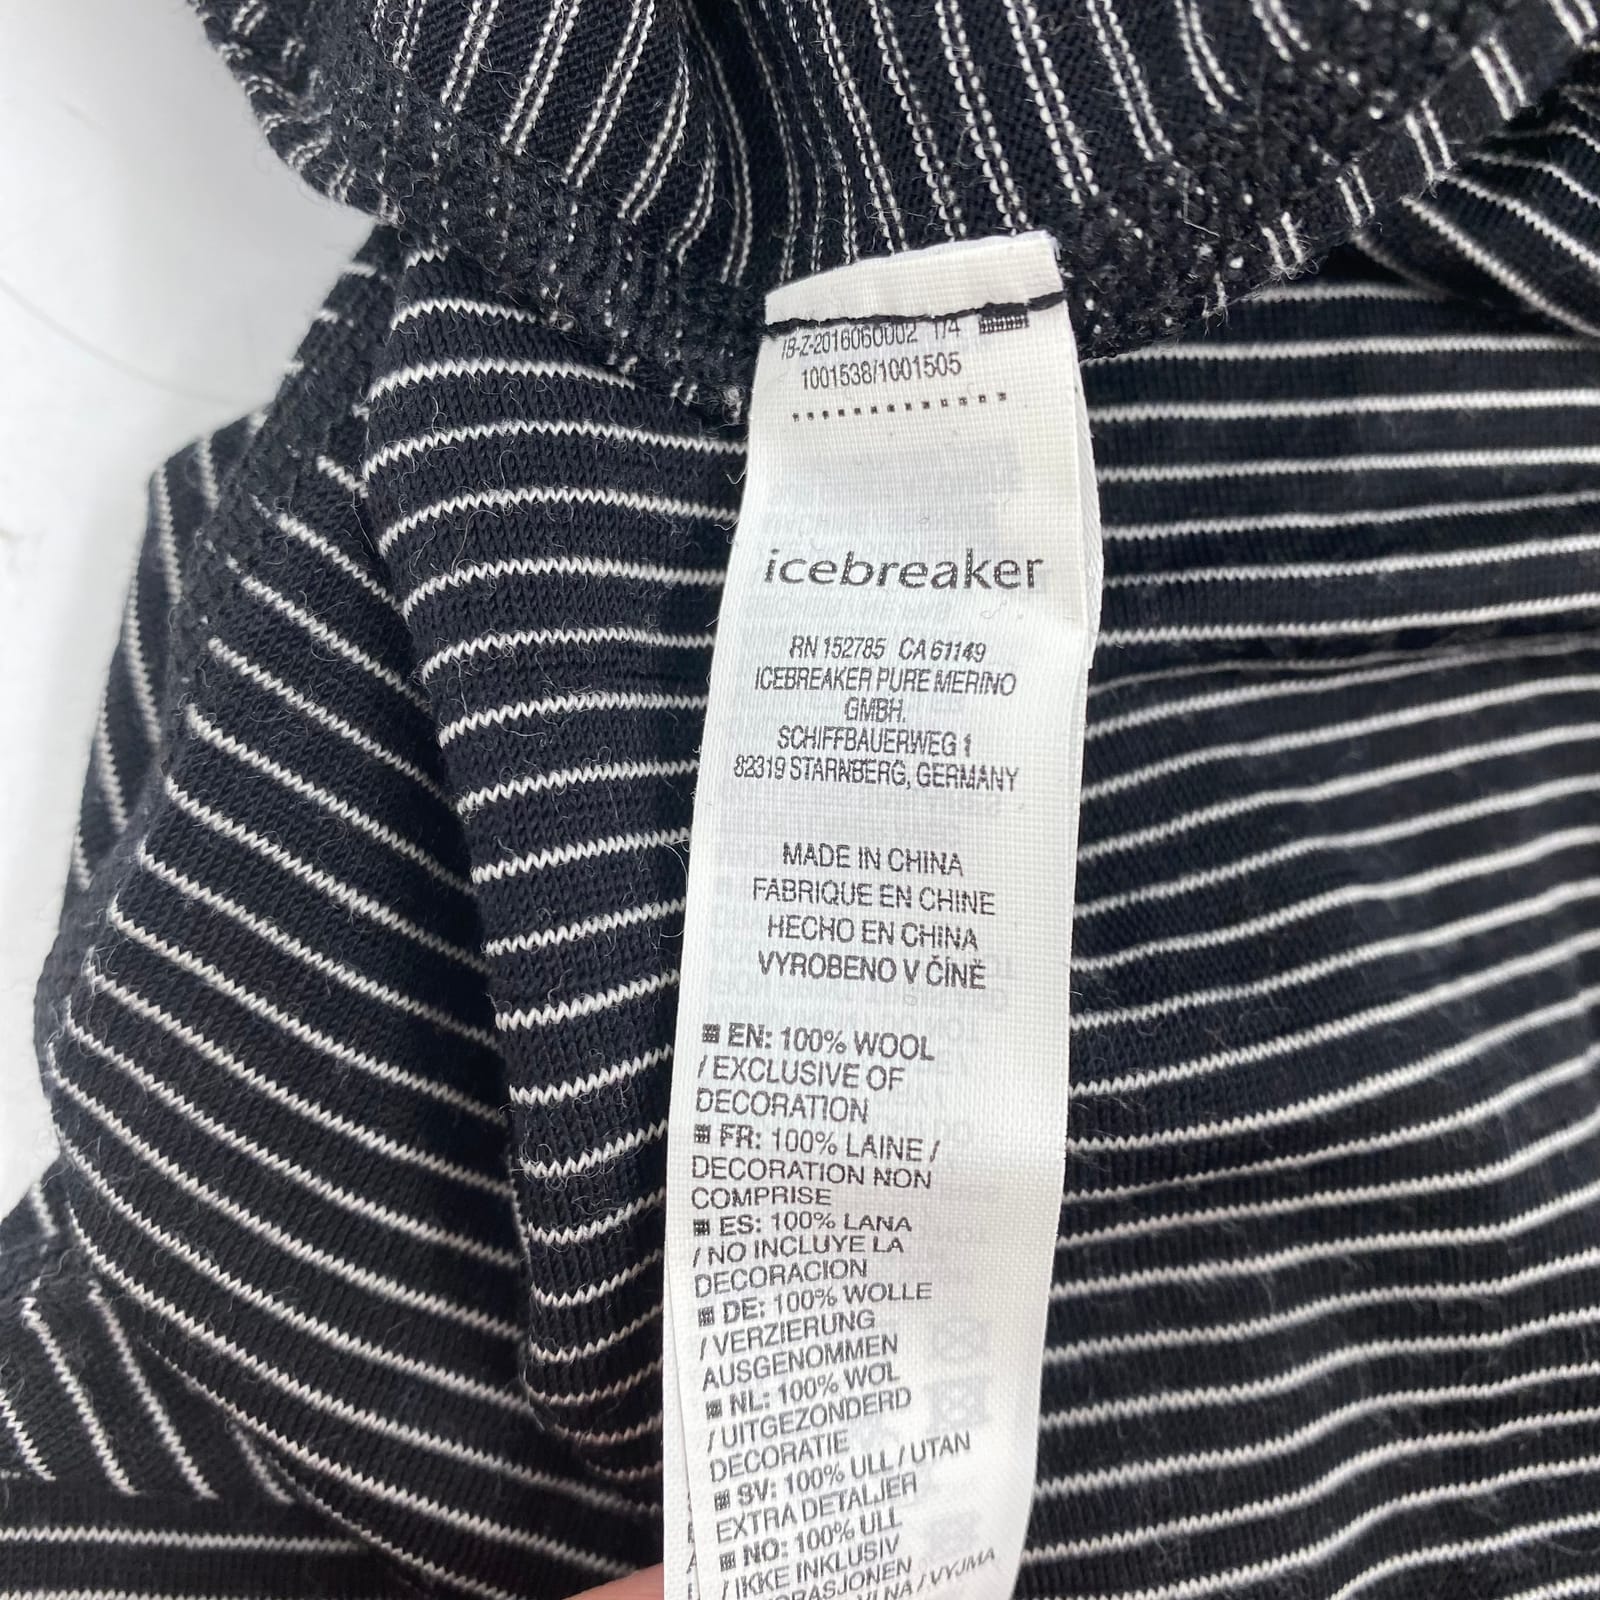 IB-Z-2016060002 1/4
1001538/1001505
icebreaker
RN 152785 CA 61149
ICEBREAKER PURE MERINO
GMBH.
SCHIFFBAUERWEG 1
82319 STARNBERG, GERMANY
MADE IN CHINA
FABRIQUE EN CHINE
HECHO EN CHINA
VYROBENO V ČÍNĚ
EN: 100% WOOL
/ EXCLUSIVE OF
DECORATION
FR: 100% LAINE /
DECORATION NON
COMPRISE
ES: 100% LANA
/ NO INCLUYE LA
DECORACION
DE: 100% WOLLE
/ VERZIERUNG
AUSGENOMMEN
NL: 100% WOL
/ UITGEZONDERD
DECORATIE
SV: 100% ULL / UTAN
EXTRA DETALJER
NO: 100% ULL
/ IKKE INKLUSIV
/ VYJMA